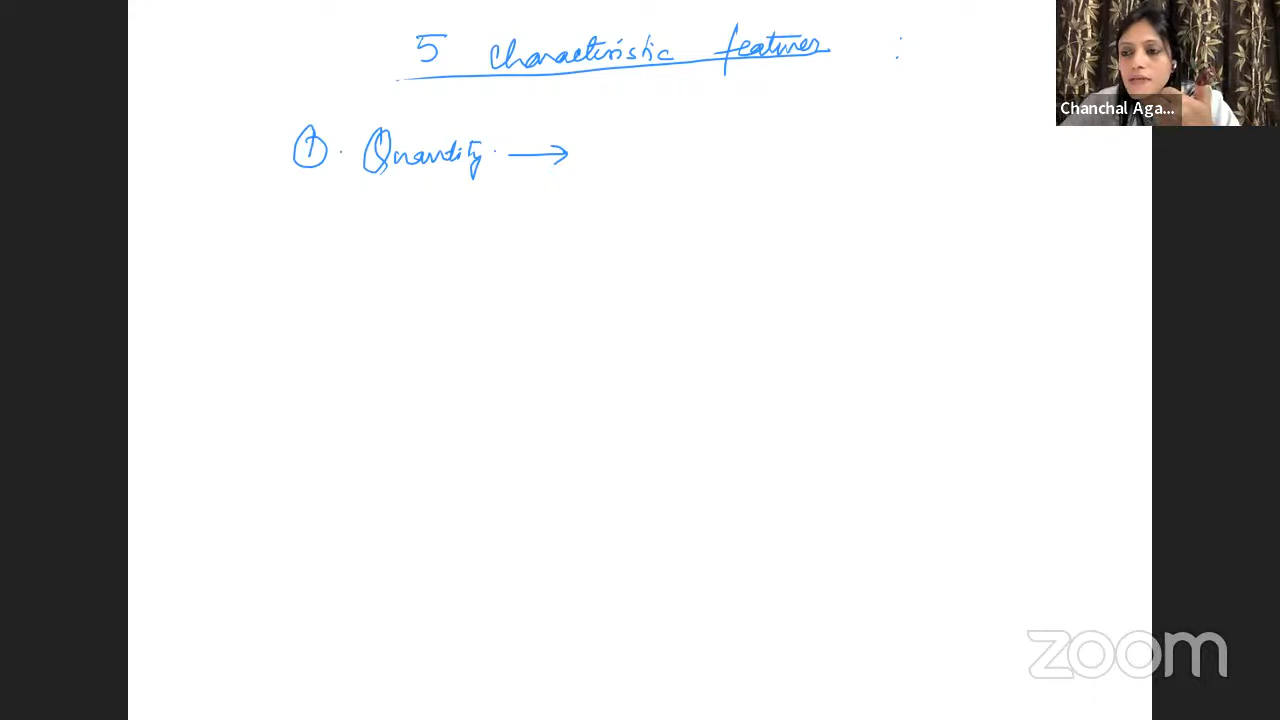 5 characteristic features :
① . Quantity →
Chanchal Aga...
zoom